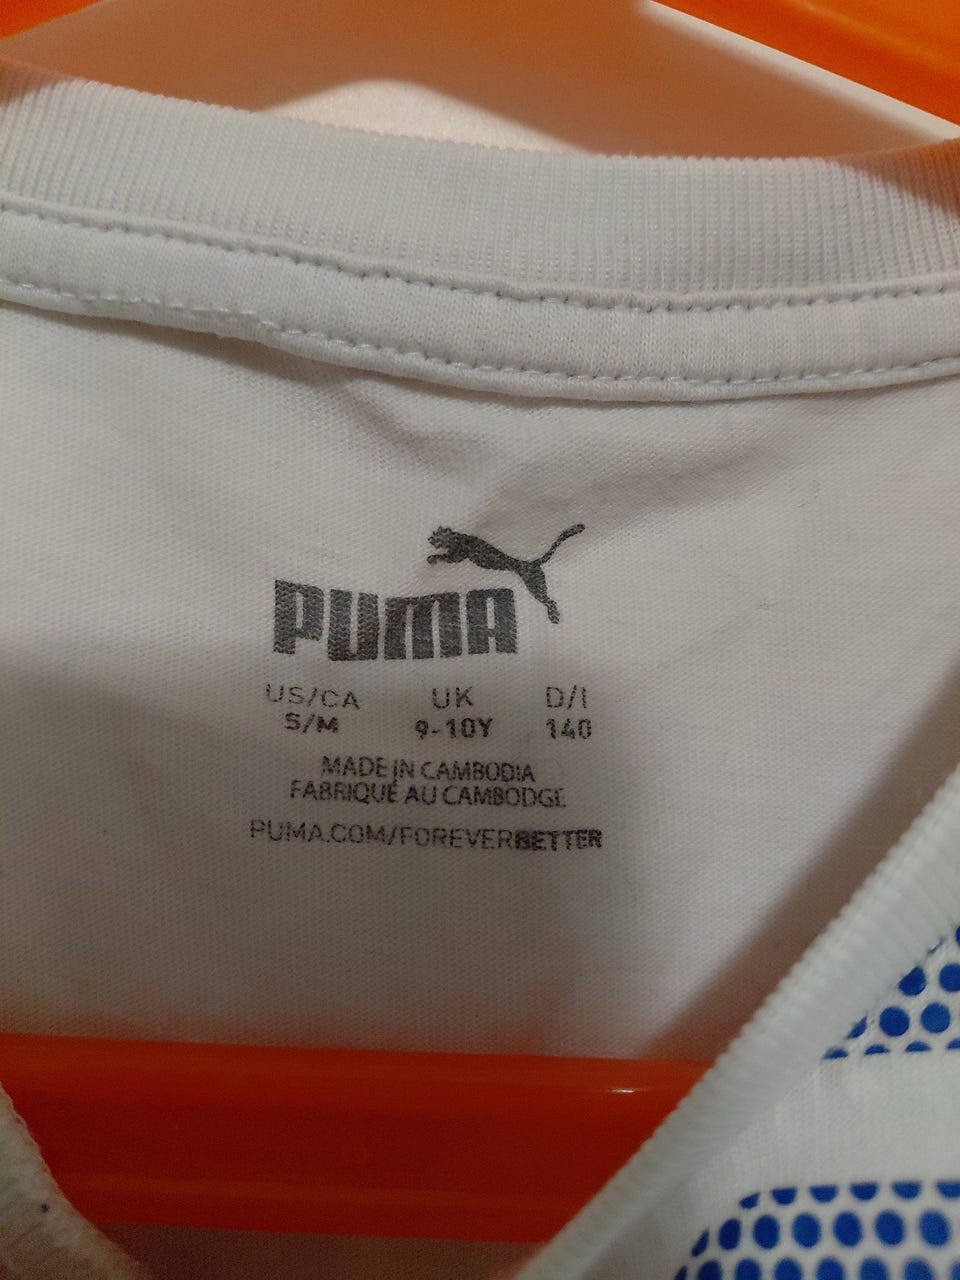 PUMA
US/CA UK D/I
S/M 9-10Y 140
MADE IN CAMBODIA
FABRIQUÉ AU CAMBODGE
PUMA.COM/FOREVERBETTER